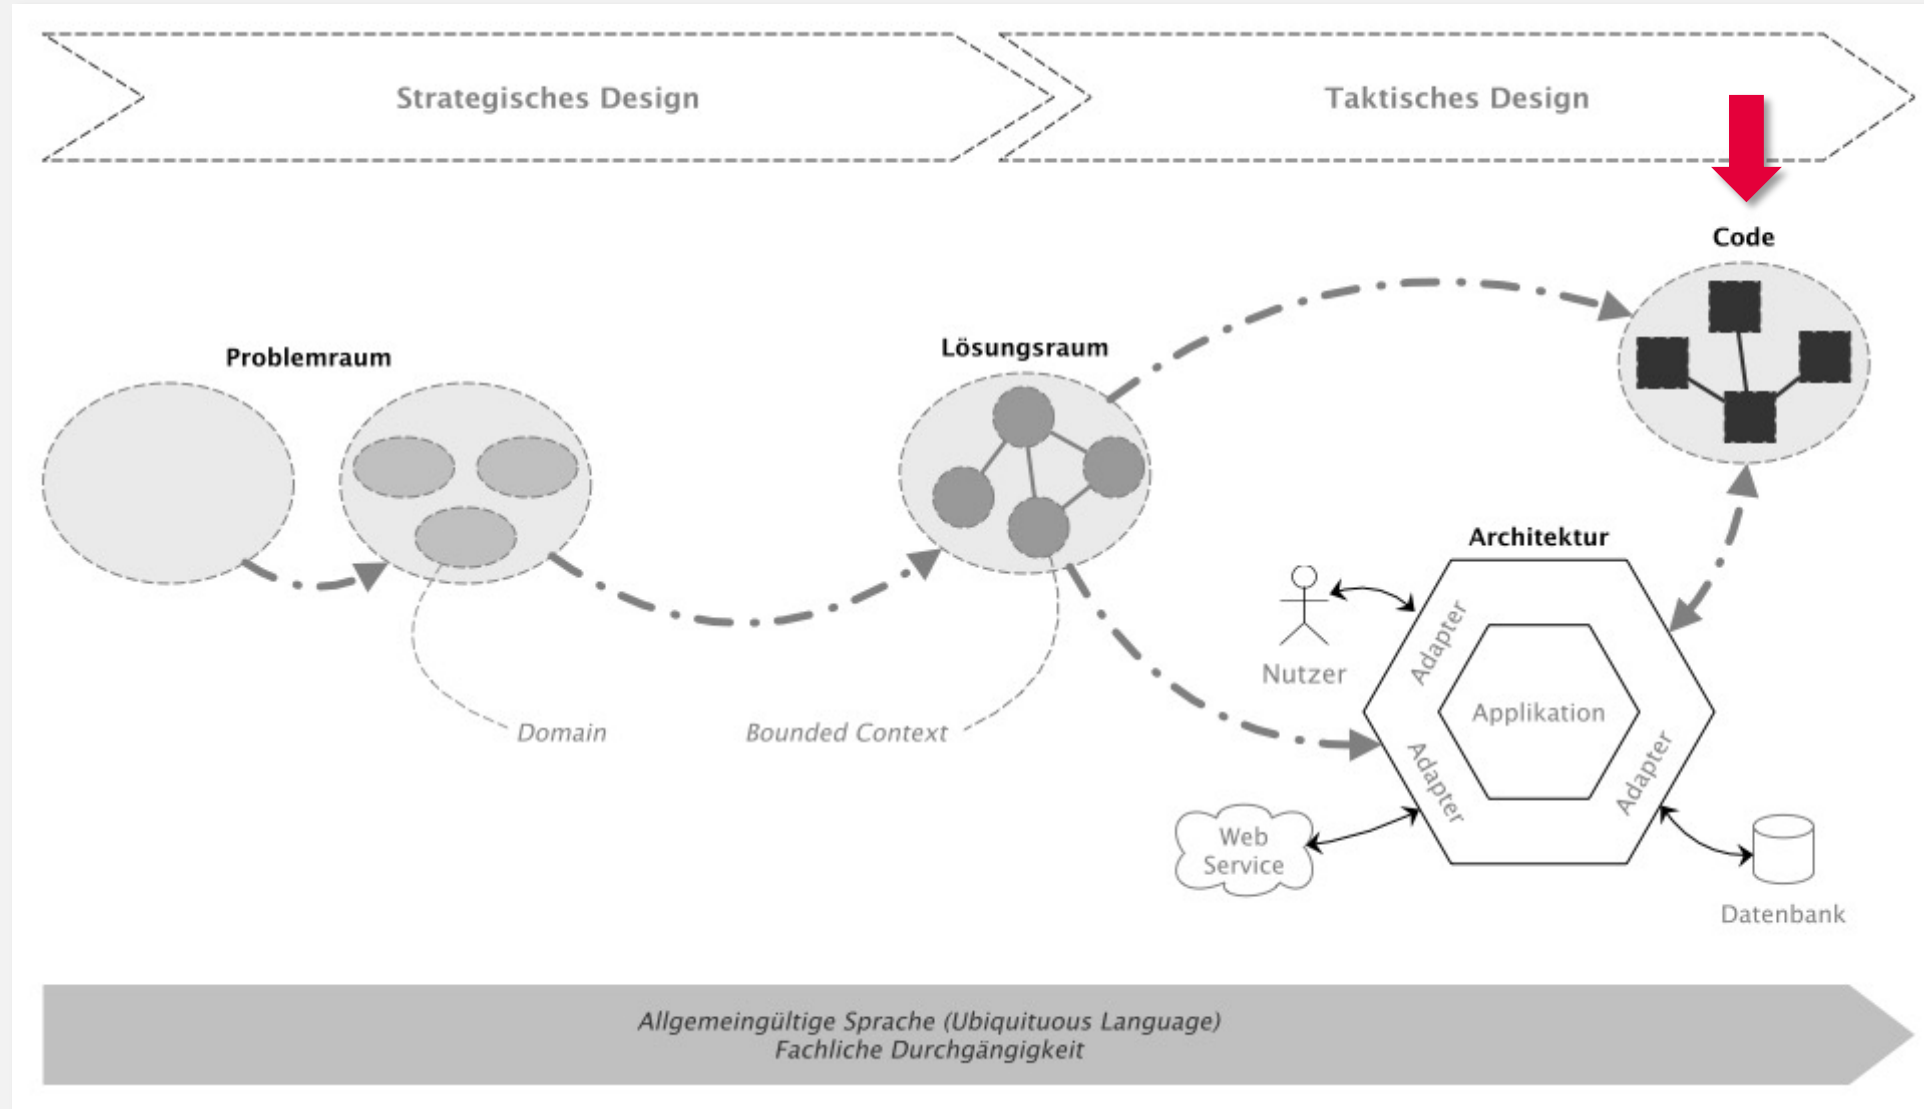 Strategisches Design
Taktisches Design
Code
Problemraum
Lösungsraum
Architektur
Adapter
Nutzer
Applikation
Domain
Bounded Context
Adapter
Adapter
Web
Service
Datenbank
Allgemeingültige Sprache (Ubiquituous Language)
Fachliche Durchgängigkeit